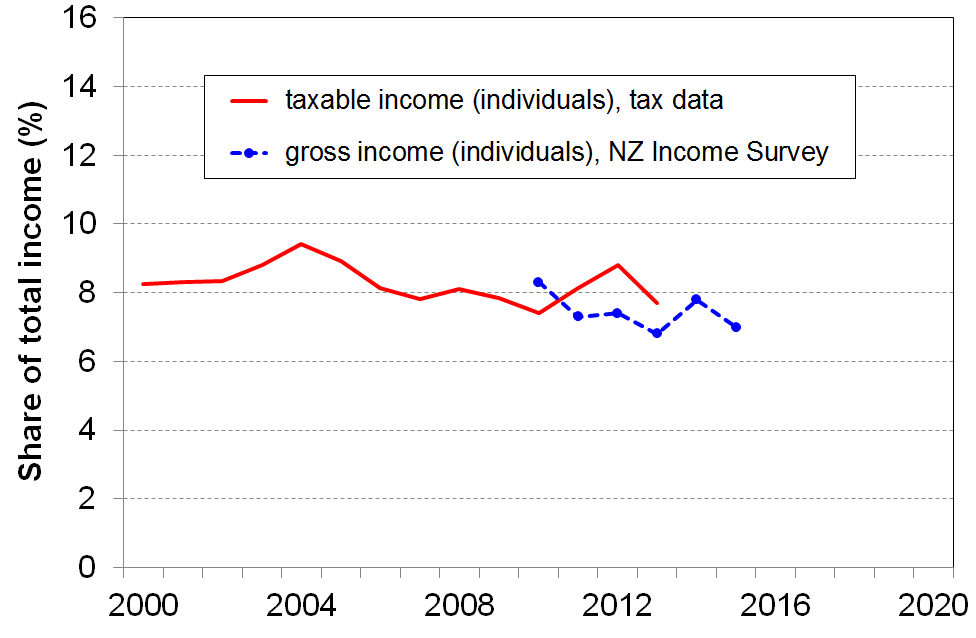 16
14
12
10
8
6
4
2
0
Share of total income (%)
taxable income (individuals), tax data
gross income (individuals), NZ Income Survey
2000 2004 2008 2012 2016 2020